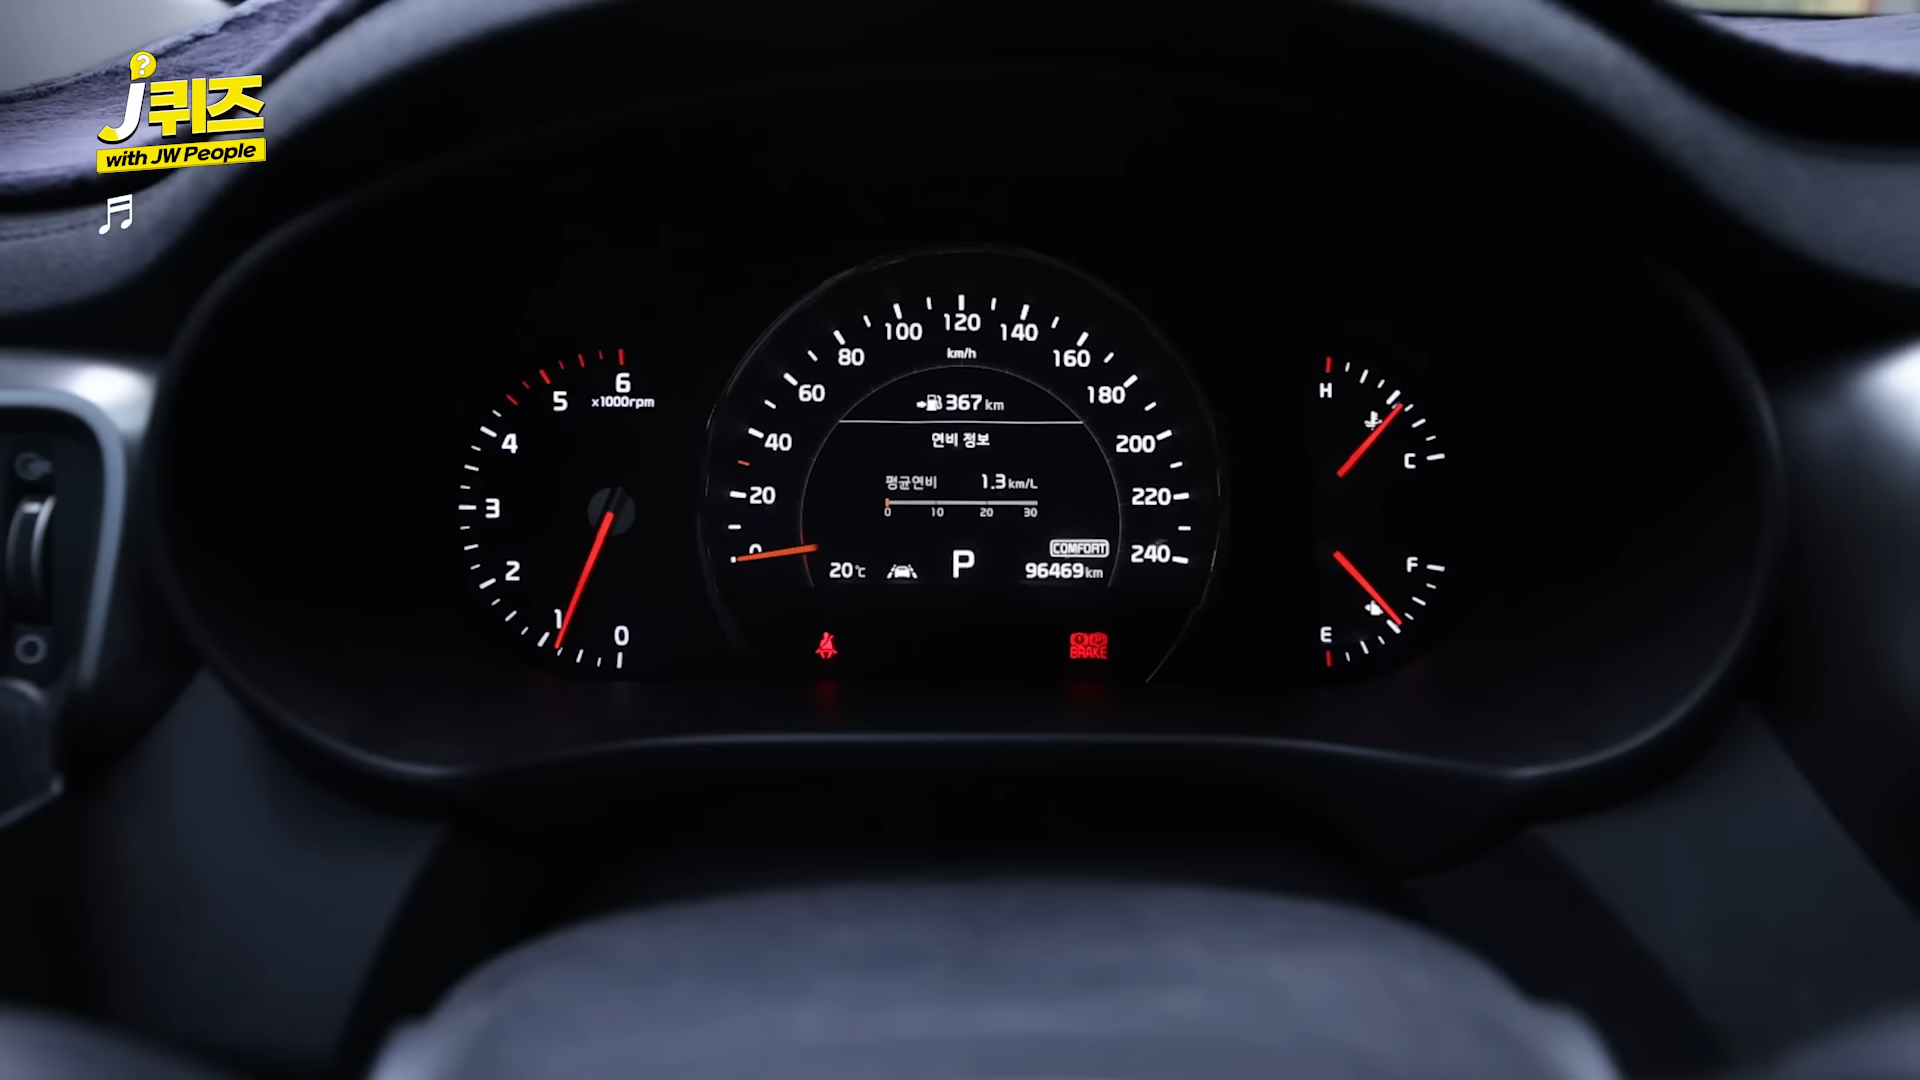 J퀴즈
with JW People
6
x1000rpm
5
4
3
2
1
0
120
100
140
80
160
60
180
40
200
20
220
0
240
km/h
367 km
연비 정보
평균연비 1.3 km/L
0 10 20 30
COMFORT
20℃ P 96469 km
BRAKE
H
C
F
E